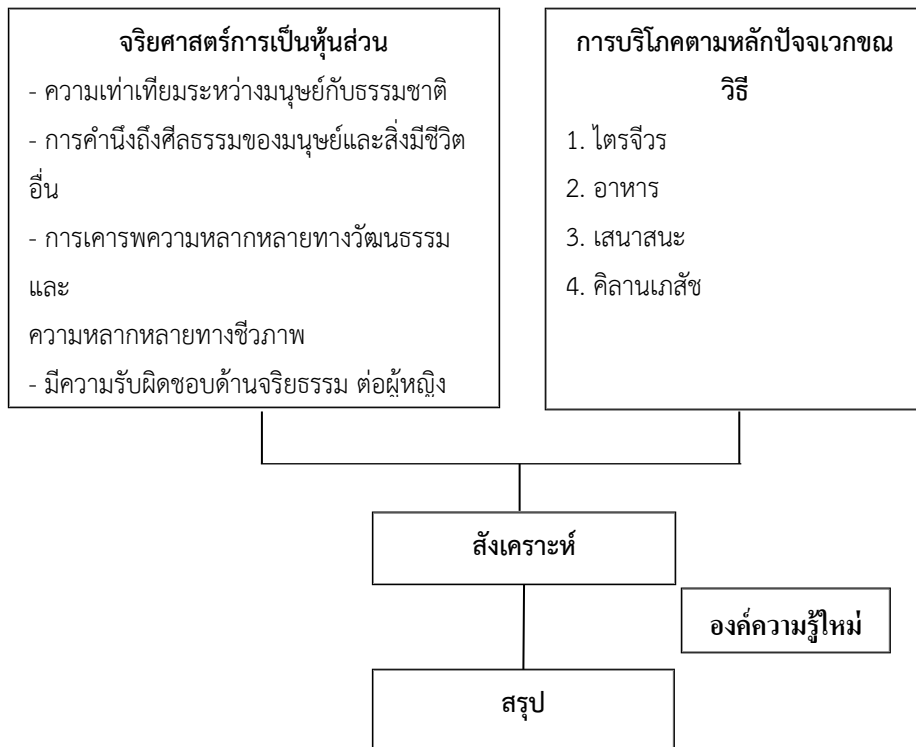 จริยศาสตร์การเป็นหุ้นส่วน
- ความเท่าเทียมระหว่างมนุษย์กับธรรมชาติ
- การคำนึงถึงศีลธรรมของมนุษย์และสิ่งมีชีวิต
อื่น
- การเคารพความหลากหลายทางวัฒนธรรม
และ
ความหลากหลายทางชีวภาพ
- มีความรับผิดชอบด้านจริยธรรม ต่อผู้หญิง
การบริโภคตามหลักปัจจเวกขณ
วิธี
1. ไตรจีวร
2. อาหาร
3. เสนาสนะ
4. คิลานเภสัช
สังเคราะห์
องค์ความรู้ใหม่
สรุป